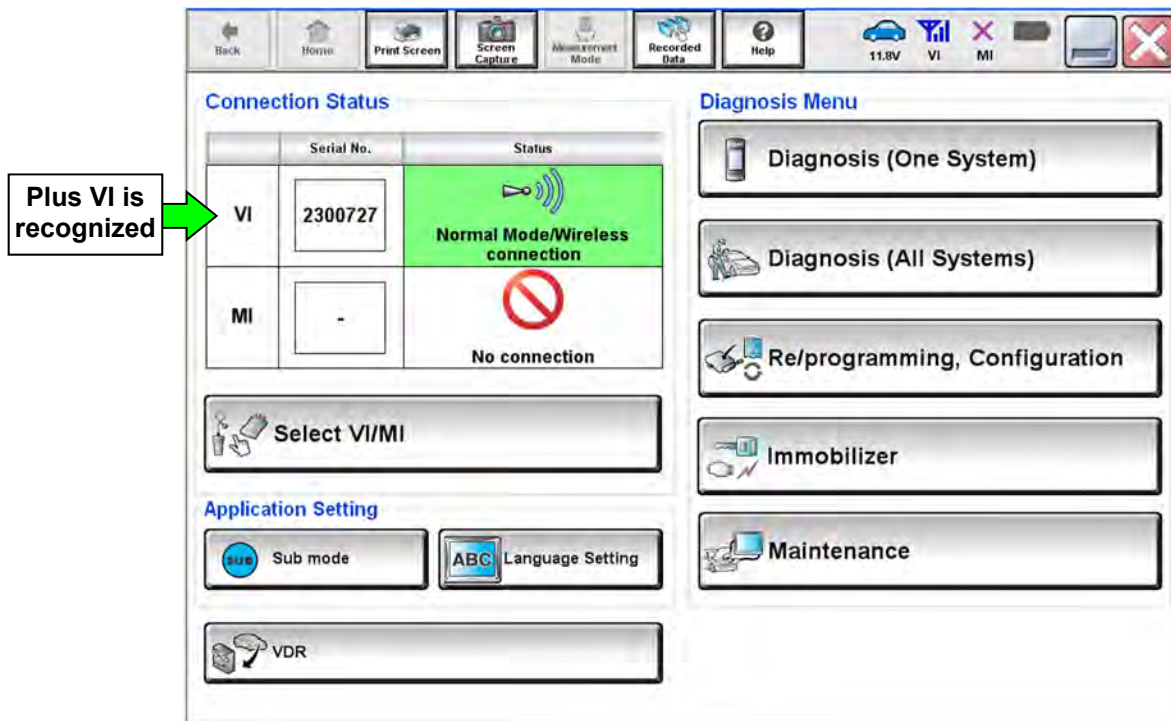 Back
Home
Print Screen
Screen
Capture
Measurement
Mode
Recorded
Data
Help
11.8V
VI
MI
Connection Status
Serial No.
Status
VI
2300727
Normal Mode/Wireless
connection
MI
-
No connection
Plus VI is
recognized
Select VI/MI
Application Setting
SUB
Sub mode
ABC
Language Setting
VDR
Diagnosis Menu
Diagnosis (One System)
Diagnosis (All Systems)
Re/programming, Configuration
Immobilizer
Maintenance